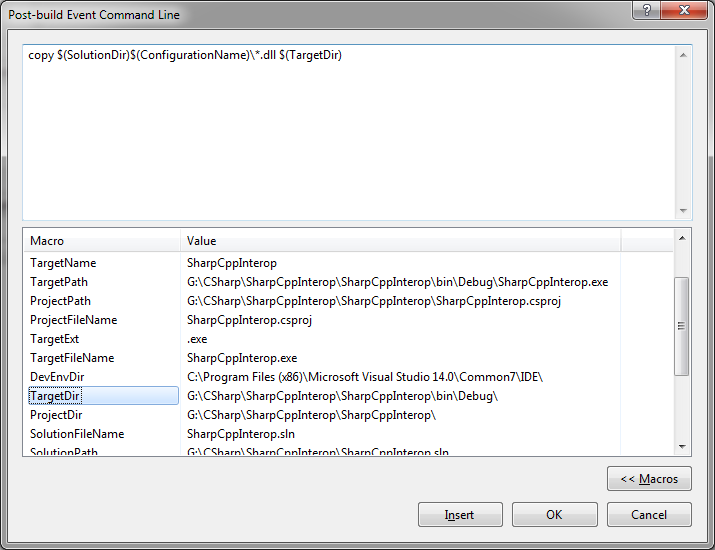 Post-build Event Command Line
copy $(SolutionDir)$(ConfigurationName)\*.dll $(TargetDir)
Macro Value
TargetName SharpCppInterop
TargetPath G:\CSharp\SharpCppInterop\SharpCppInterop\bin\Debug\SharpCppInterop.exe
ProjectPath G:\CSharp\SharpCppInterop\SharpCppInterop\SharpCppInterop.csproj
ProjectFileName SharpCppInterop.csproj
TargetExt .exe
TargetFileName SharpCppInterop.exe
DevEnvDir C:\Program Files (x86)\Microsoft Visual Studio 14.0\Common7\IDE\
TargetDir G:\CSharp\SharpCppInterop\SharpCppInterop\bin\Debug\
ProjectDir G:\CSharp\SharpCppInterop\SharpCppInterop\
SolutionFileName SharpCppInterop.sln
SolutionPath G:\CSharp\SharpCppInterop\SharpCppInterop.sln
<< Macros
Insert OK Cancel